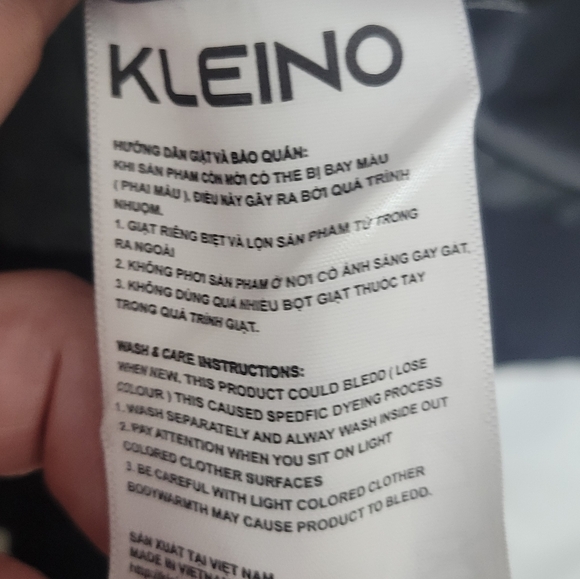 KLEINO
HƯỚNG DẪN GIẶT VÀ BẢO QUẢN:
KHI SẢN PHẨM CÒN MỚI CÓ THE BỊ BAY MÀU
( PHAI MÀU ), ĐIỀU NÀY GÂY RA BỞI QUÁ TRÌNH
NHUỘM.
1. GIẶT RIÊNG BIỆT VÀ LỘN SẢN PHAM TỪ TRONG
RA NGOÀI
2. KHÔNG PHƠI SẢN PHẨM Ở NƠI CÓ ÁNH SÁNG GAY GÁT.
3. KHÔNG DÙNG QUÁ NHIỀU BỌT GIẶT THUỐC TAY
TRONG QUÁ TRÌNH GIẶT.
WASH & CARE INSTRUCTIONS:
WHEN NEW, THIS PRODUCT COULD BLEDD ( LOSE
COLOUR ) THIS CAUSED SPEDFIC DYEING PROCESS
1. WASH SEPARATELY AND ALWAY WASH INSIDE OUT
2. PAY ATTENTION WHEN YOU SIT ON LIGHT
COLORED CLOTHER SURFACES
3. BE CAREFUL WITH LIGHT COLORED CLOTHER
BODYWARMTH MAY CAUSE PRODUCT TO BLEDD.
SẢN XUẤT TẠI VIỆT NAM
MADE IN VIETNAM